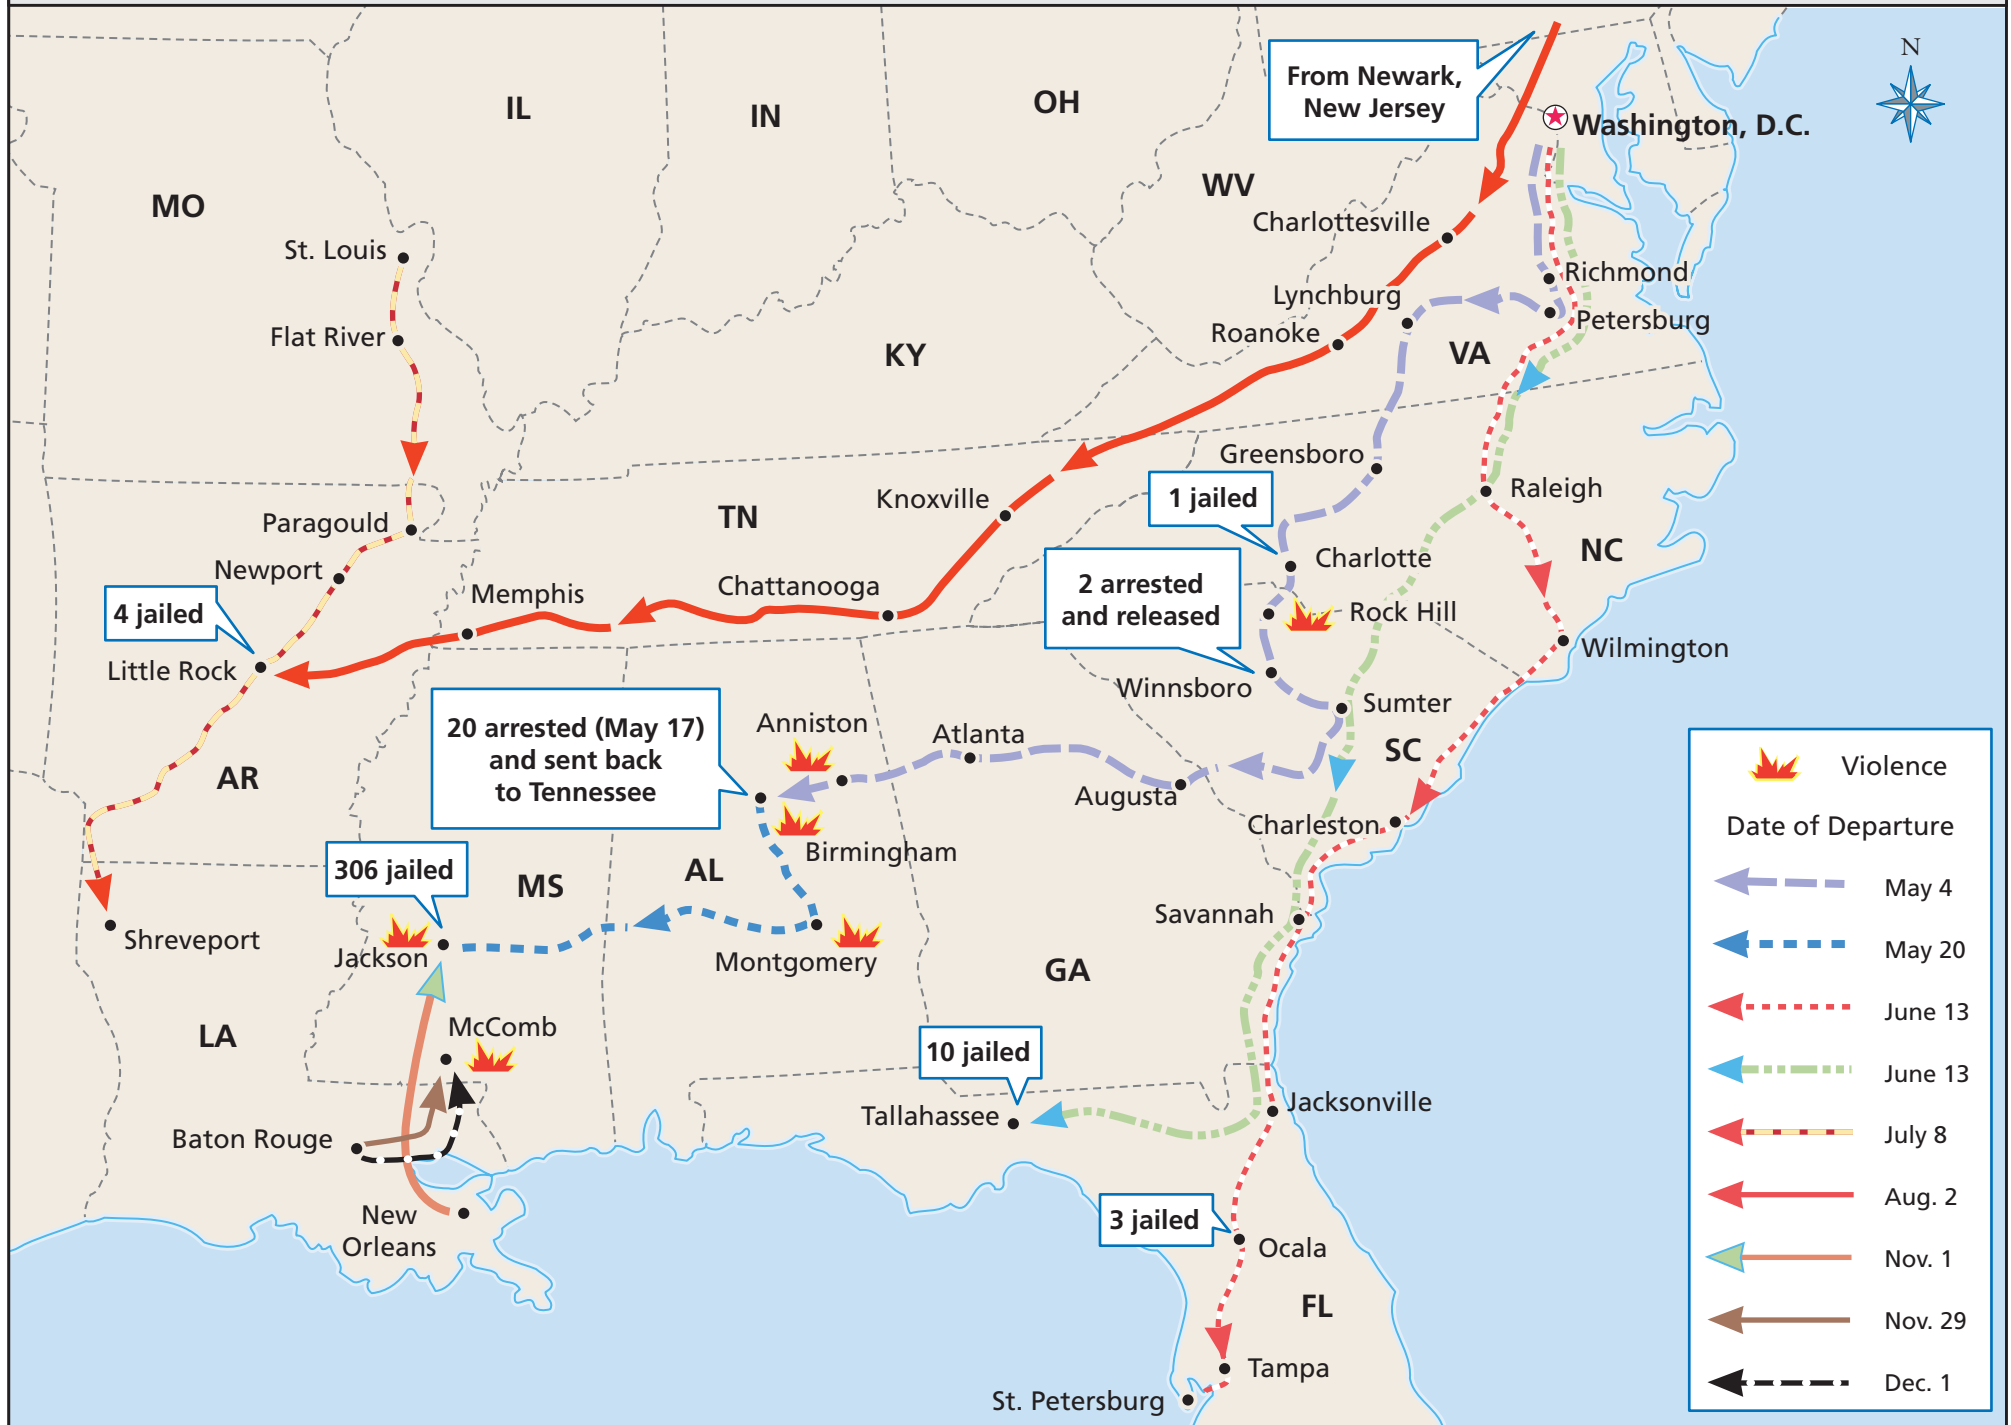 IL
IN
OH
From Newark,
New Jersey
N
Washington, D.C.
MO
WV
St. Louis
Charlottesville
Richmond
Flat River
Lynchburg
Roanoke
Petersburg
KY
VA
Greensboro
1 jailed
Knoxville
Raleigh
TN
Paragould
NC
Newport
Charlotte
4 jailed
Memphis
Chattanooga
2 arrested
and released
Rock Hill
Little Rock
Wilmington
Winnsboro
Sumter
20 arrested (May 17)
and sent back
to Tennessee
Anniston
Atlanta
SC
AR
Augusta
Charleston
Birmingham
306 jailed
MS
AL
Savannah
Shreveport
Jackson
Montgomery
GA
LA
McComb
10 jailed
Tallahassee
Jacksonville
Baton Rouge
New
Orleans
3 jailed
Ocala
FL
Tampa
St. Petersburg
Violence
Date of Departure
May 4
May 20
June 13
June 13
July 8
Aug. 2
Nov. 1
Nov. 29
Dec. 1